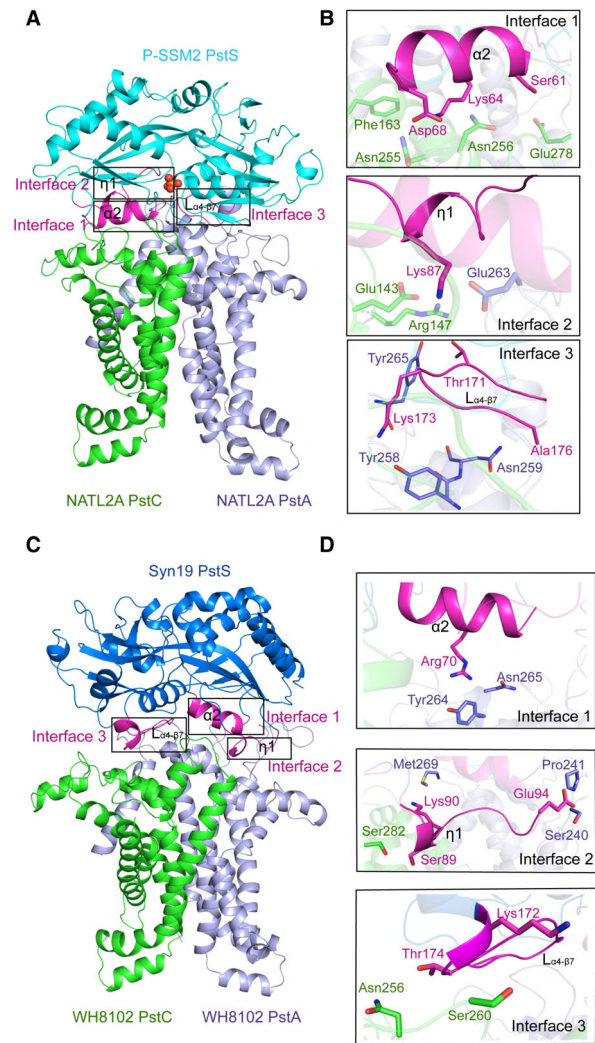 A
P-SSM2 PstS
Interface 2
η1
Interface 1
α2
Lα4-β7
Interface 3
NATL2A PstC
NATL2A PstA
B
Interface 1
α2
Ser61
Lys64
Phe163
Asp68
Asn256
Asn255
Glu278
η1
Lys87
Glu263
Glu143
Arg147
Interface 2
Interface 3
Tyr265
Thr171
Lα4-β7
Lys173
Ala176
Tyr258
Asn259
C
Syn19 PstS
α2
Interface 1
Interface 3
Lα4-β7
η1
Interface 2
WH8102 PstC
WH8102 PstA
D
α2
Arg70
Asn265
Tyr264
Interface 1
Met269
Pro241
Lys90
Glu94
Ser282
η1
Ser240
Ser89
Interface 2
Lys172
Thr174
Lα4-β7
Asn256
Ser260
Interface 3